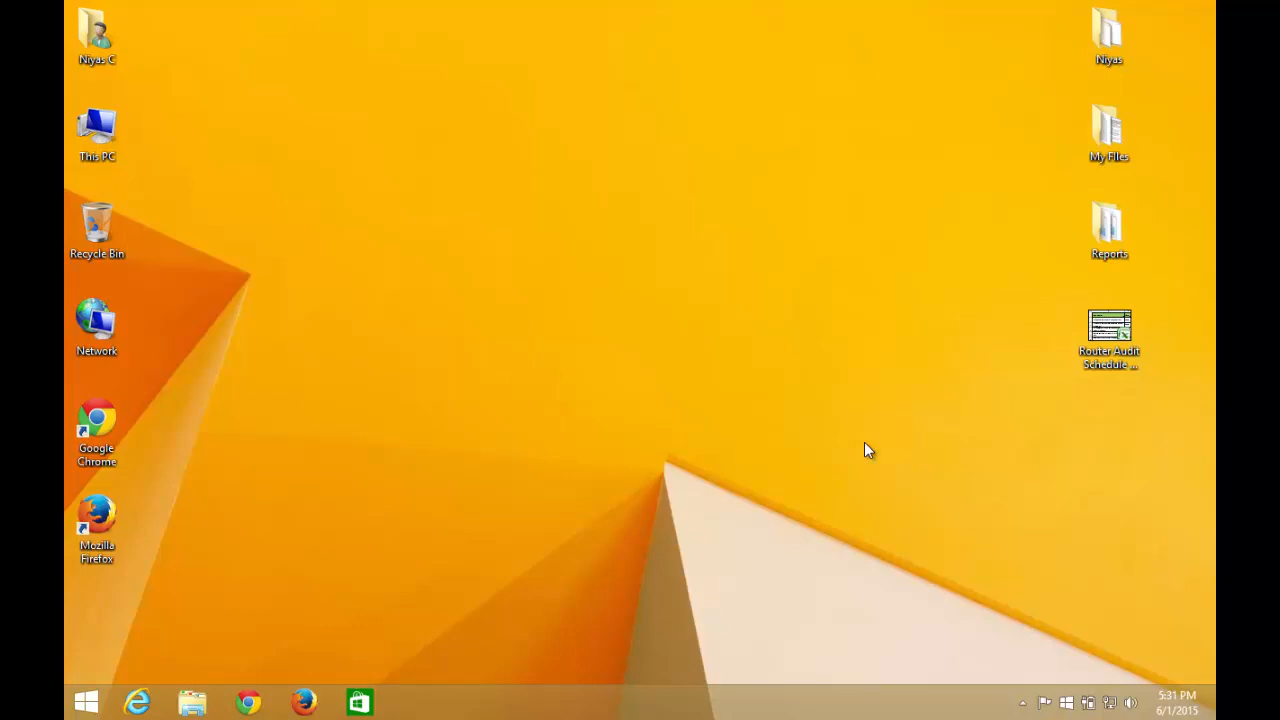 Niyas C
This PC
Recycle Bin
Network
Google
Chrome
Mozilla
Firefox
Niyas
My Files
Reports
Router Audit
Schedule ...
5:31 PM
6/1/2015